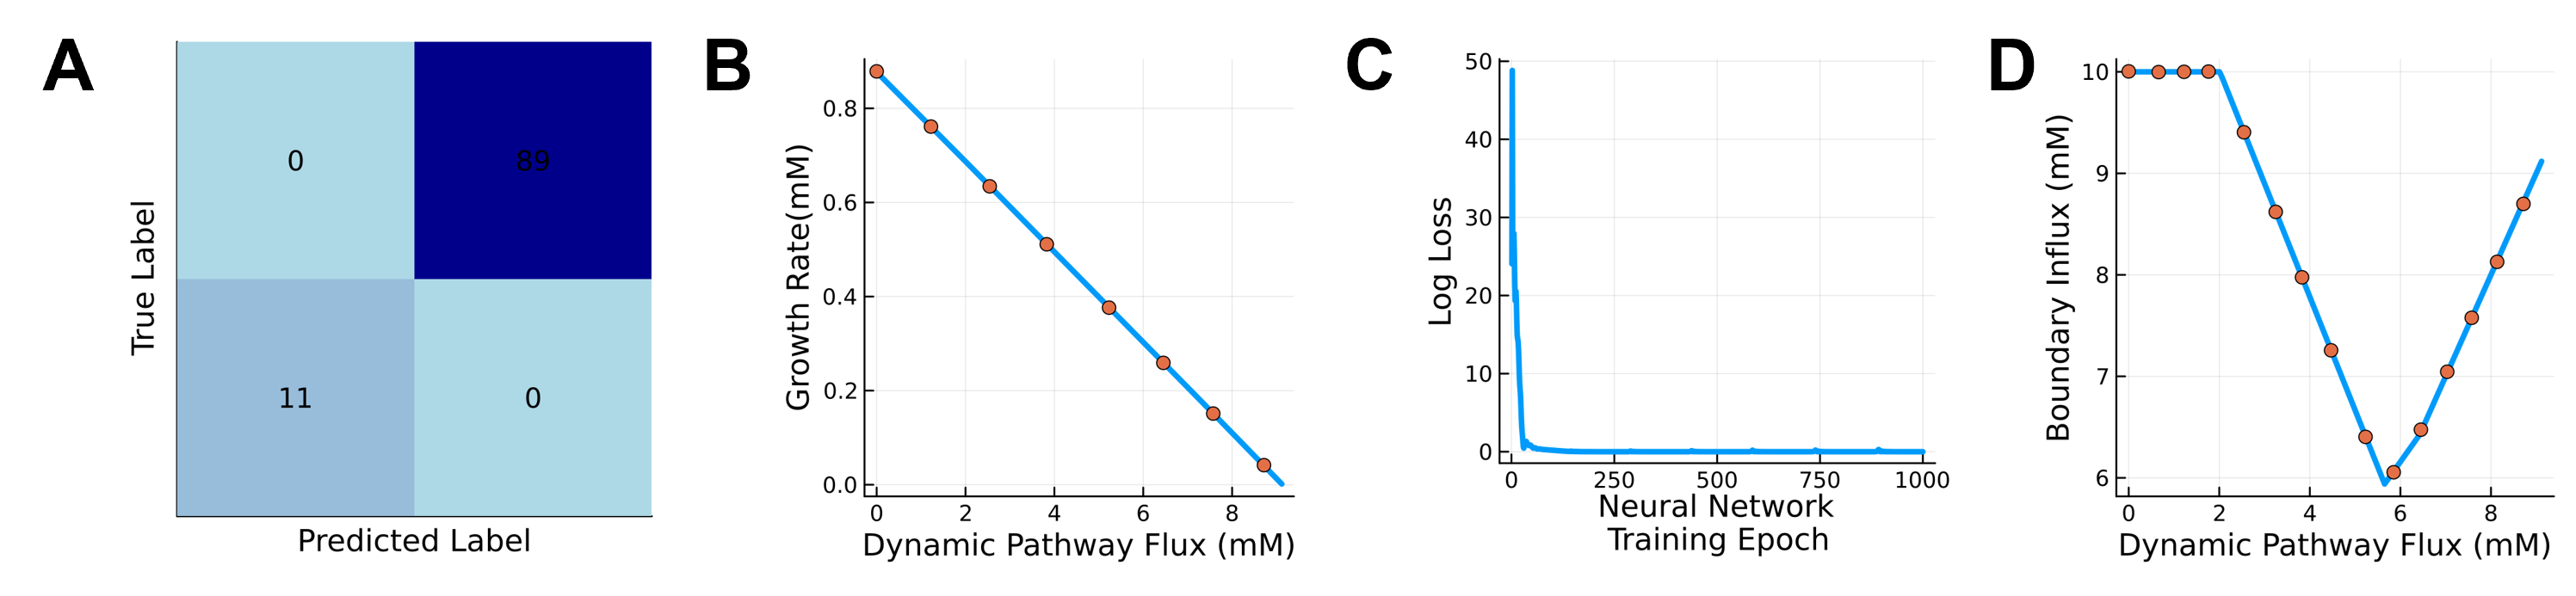 A
True Label
0
89
11
0
Predicted Label
B
Growth Rate(mM)
0.8
0.6
0.4
0.2
0.0
0 2 4 6 8
Dynamic Pathway Flux (mM)
C
Log Loss
50
40
30
20
10
0
0 250 500 750 1000
Neural Network
Training Epoch
D
Boundary Influx (mM)
10
9
8
7
6
0 2 4 6 8
Dynamic Pathway Flux (mM)